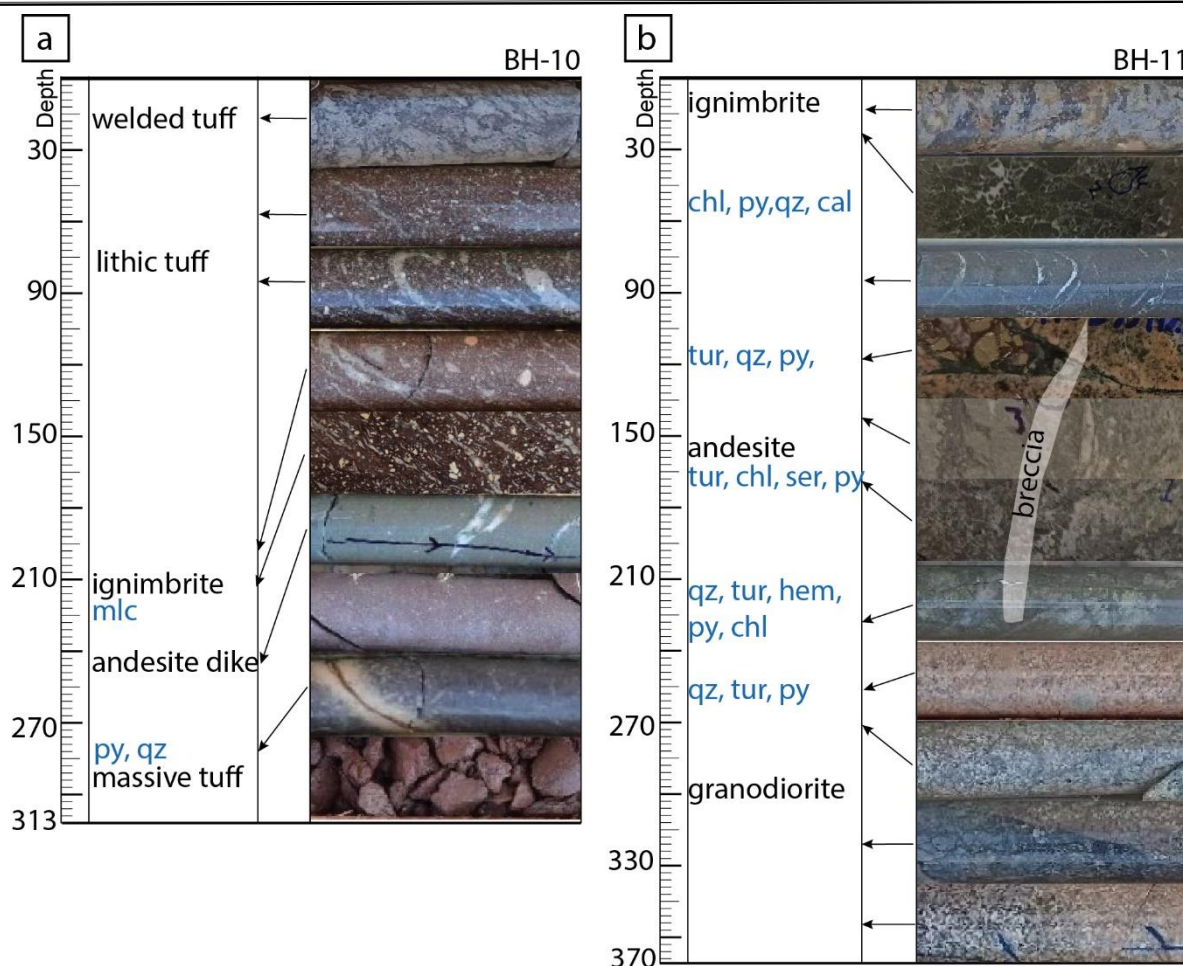 a
BH-10
Depth
welded tuff
30
lithic tuff
90
150
210
ignimbrite
mlc
andesite dike
270
py, qz
massive tuff
313
b
BH-11
Depth
ignimbrite
30
chl, py,qz, cal
90
tur, qz, py,
150
andesite
tur, chl, ser, py
breccia
210
qz, tur, hem,
py, chl
qz, tur, py
270
granodiorite
330
370